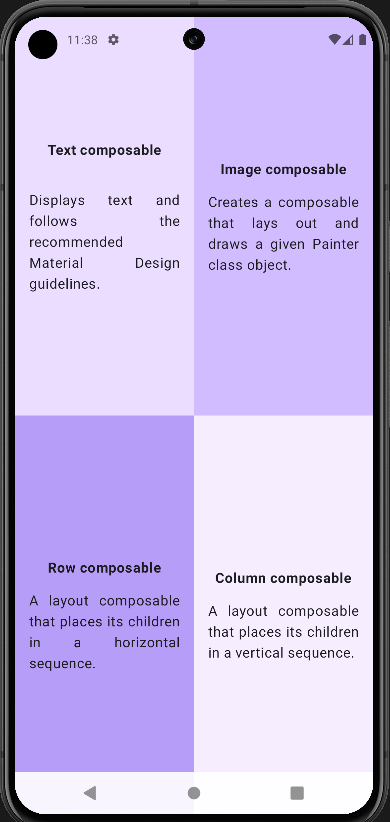 11:38
Text composable
Displays text and
follows the
recommended
Material Design
guidelines.
Image composable
Creates a composable
that lays out and
draws a given Painter
class object.
Row composable
A layout composable
that places its children
in a horizontal
sequence.
Column composable
A layout composable
that places its children
in a vertical sequence.